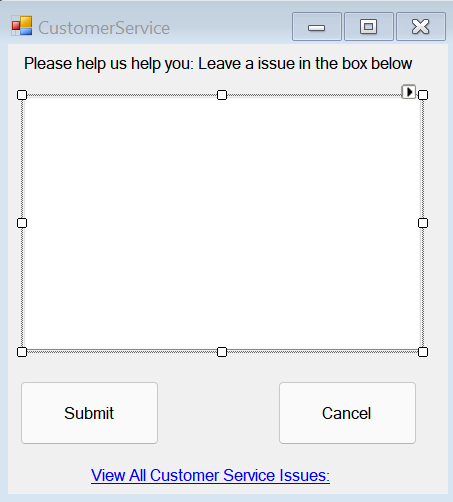 CustomerService
Please help us help you: Leave a issue in the box below
Submit
Cancel
View All Customer Service Issues: